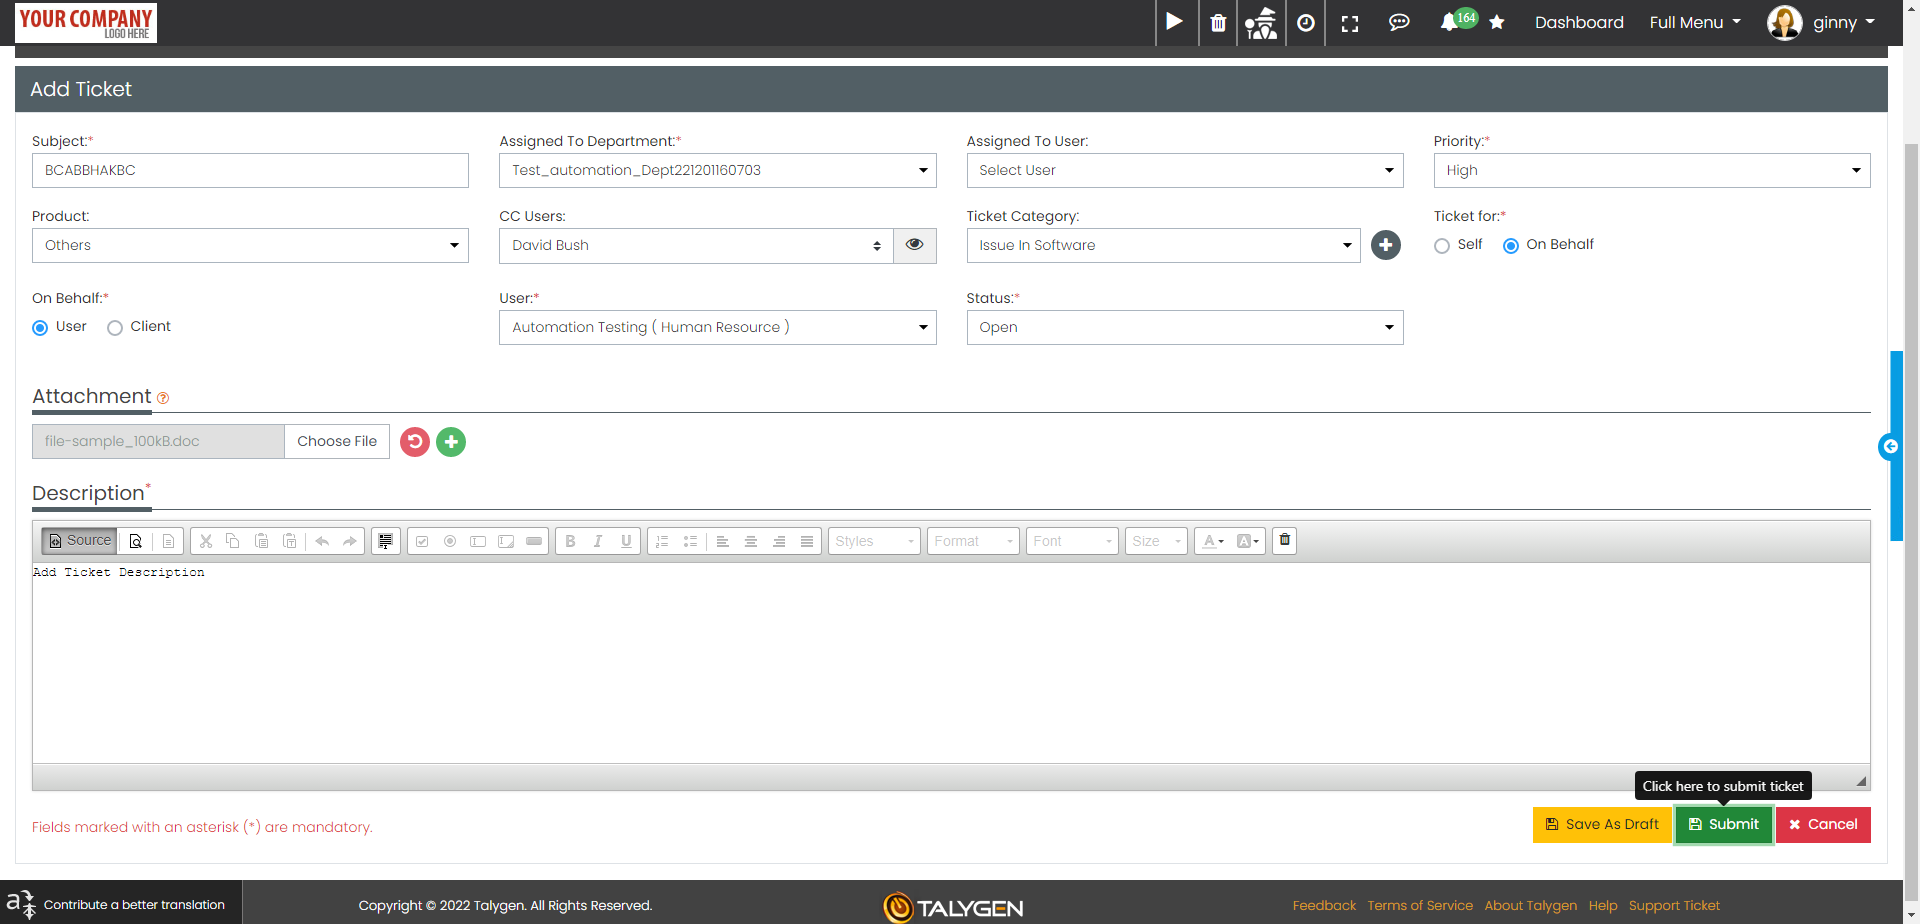 YOUR COMPANY
LOGO HERE
164
Dashboard
Full Menu
ginny
Add Ticket
Subject:*
Assigned To Department:*
Assigned To User:
Priority:*
BCABBHAKBC
Test_automation_Dept221201160703
Select User
High
Product:
CC Users:
Ticket Category:
Ticket for:*
Others
David Bush
Issue In Software
Self
On Behalf
On Behalf:*
User:*
Status:*
User
Client
Automation Testing ( Human Resource )
Open
Attachment
file-sample_100kB.doc
Choose File
Description*
Source
B I U
Styles
Format
Font
Size
A
A
Add Ticket Description
Click here to submit ticket
Fields marked with an asterisk (*) are mandatory.
Save As Draft
Submit
Cancel
Contribute a better translation
Copyright © 2022 Talygen. All Rights Reserved.
TALYGEN
Feedback
Terms of Service
About Talygen
Help
Support Ticket